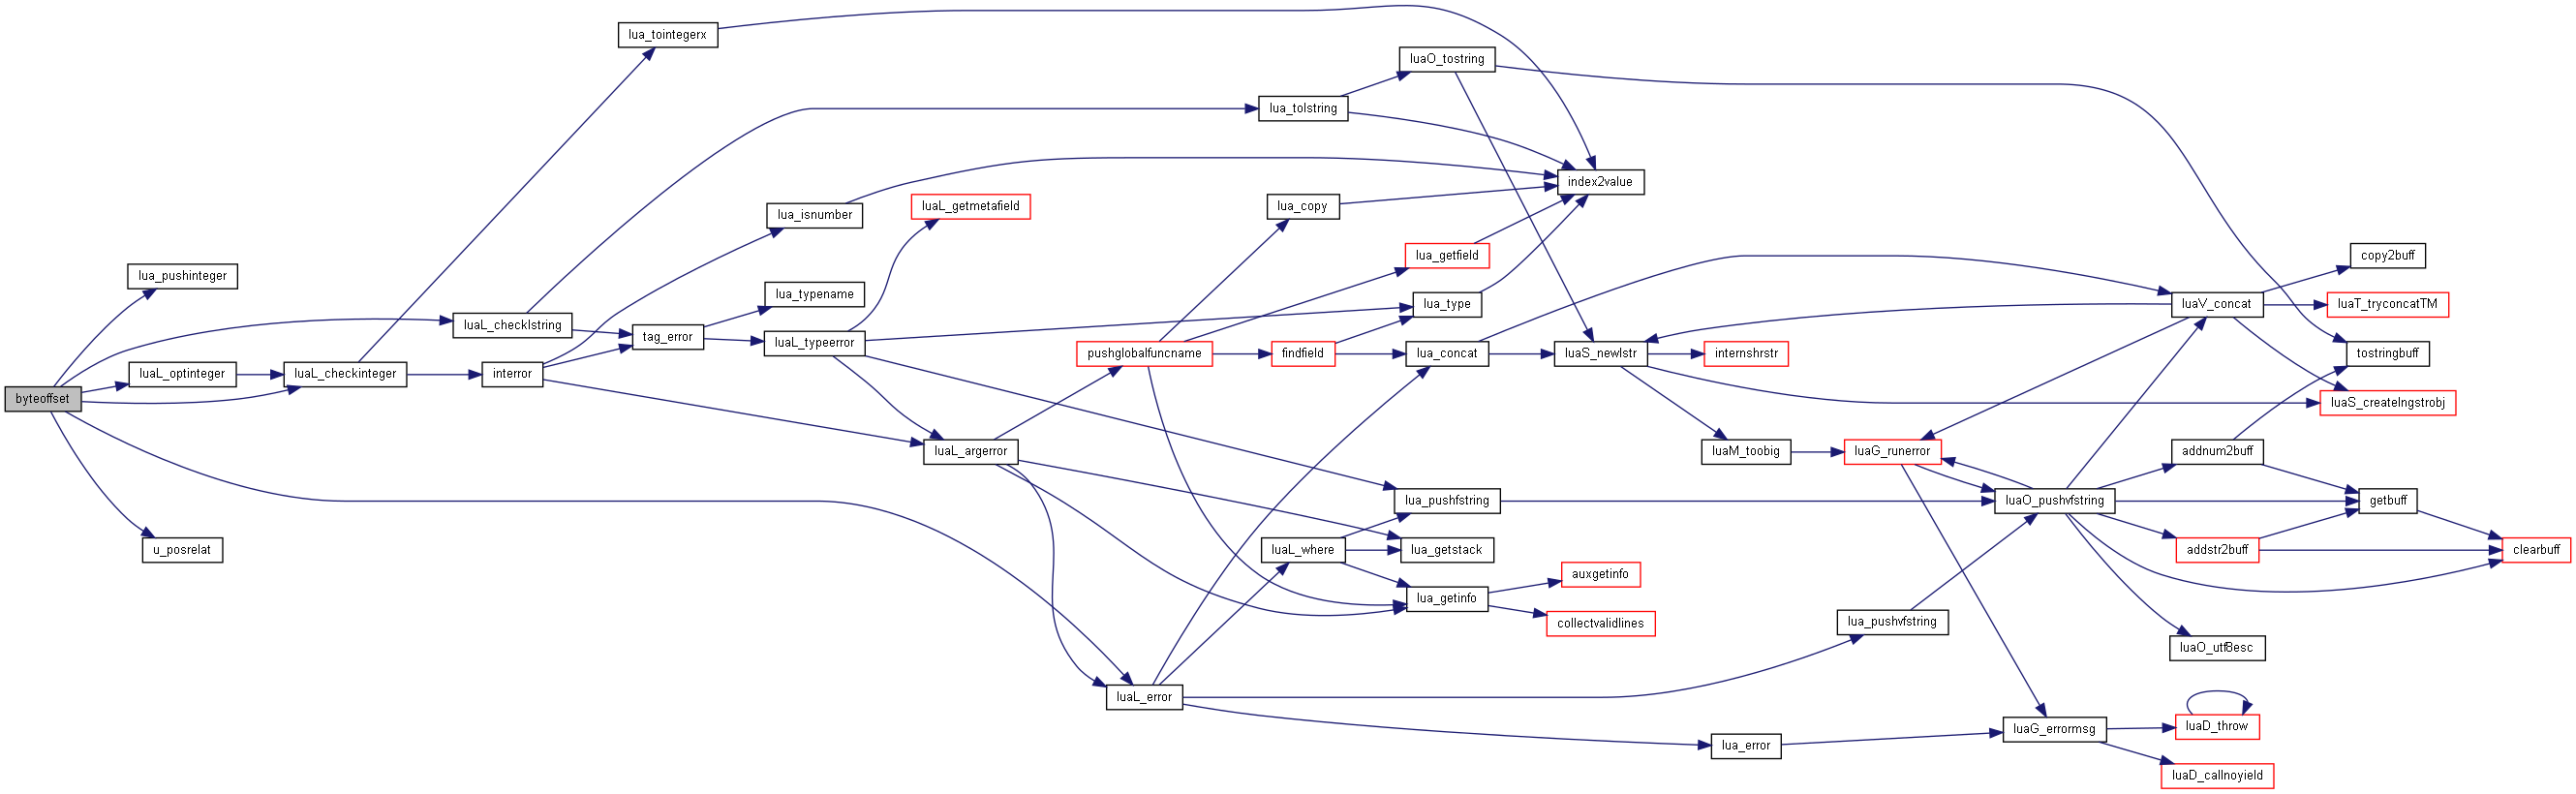 lua_tointegerx
luaO_tostring
lua_tolstring
index2value
luaL_getmetafield
lua_copy
lua_isnumber
lua_getfield
copy2buff
lua_pushinteger
lua_typename
lua_type
luaV_concat
luaT_tryconcatTM
luaL_checklstring
tag_error
luaL_typeerror
pushglobalfuncname
findfield
lua_concat
luaS_newlstr
internshrstr
tostringbuff
luaL_optinteger
luaL_checkinteger
interror
byteoffset
luaS_createlngstrobj
luaL_argerror
luaM_toobig
luaG_runerror
addnum2buff
lua_pushfstring
luaO_pushvfstring
getbuff
u_posrelat
luaL_where
lua_getstack
addstr2buff
clearbuff
auxgetinfo
lua_getinfo
collectvalidlines
lua_pushvfstring
luaO_utf8esc
luaL_error
luaG_errormsg
luaD_throw
lua_error
luaD_callnoyield